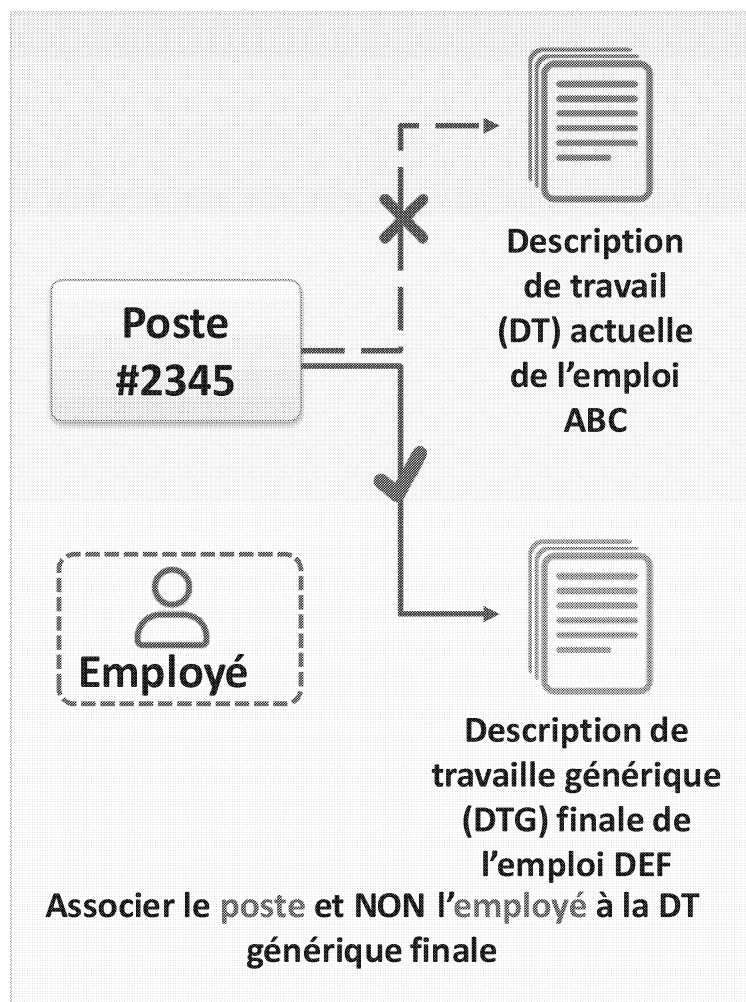 Description
de travail
(DT) actuelle
de l'emploi
ABC
Poste
#2345
Employé
Description de
travaille générique
(DTG) finale de
l'emploi DEF
Associer le poste et NON l'employé à la DT
générique finale